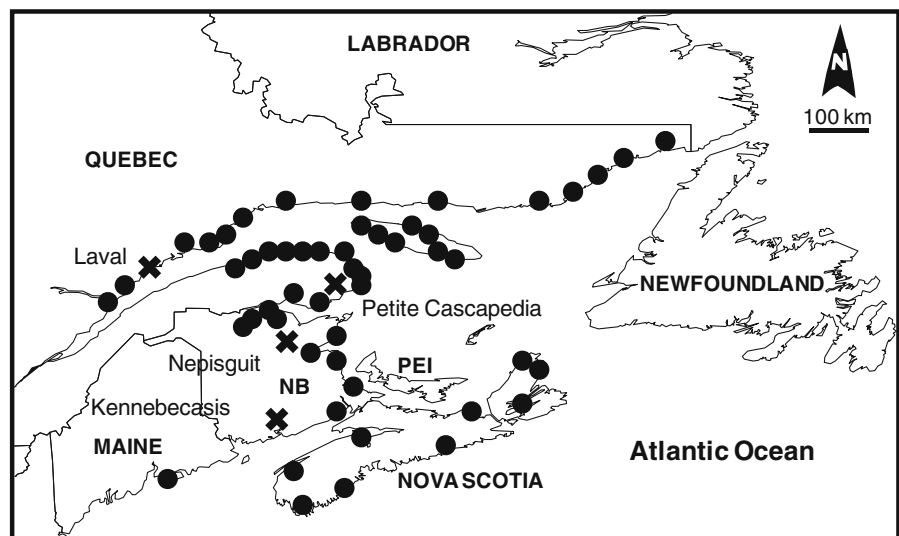 LABRADOR
N
100 km
QUEBEC
Laval
NEWFOUNDLAND
Petite Cascapedia
Nepisguit
PEI
NB
Kennebecasis
MAINE
Atlantic Ocean
NOVA SCOTIA